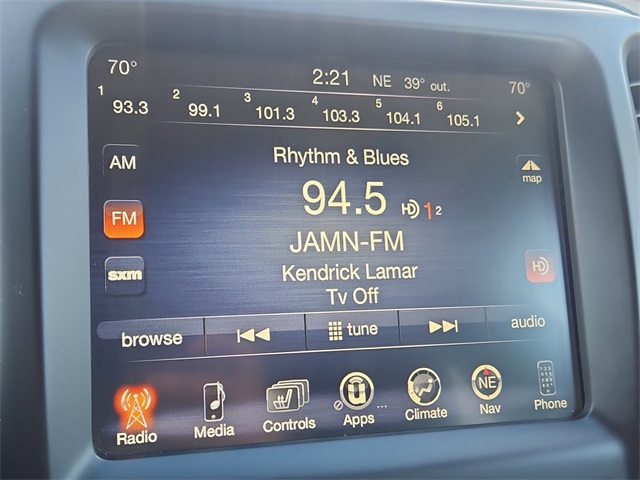 70° 2:21 NE 39° out. 70°
1 93.3 2 99.1 3 101.3 4 103.3 5 104.1 6 105.1
AM
FM
sxm
Rhythm & Blues
94.5 HD 1 2
JAMN-FM
Kendrick Lamar
Tv Off
map
HD
browse tune audio
Radio Media Controls Apps ... Climate NE Nav Phone